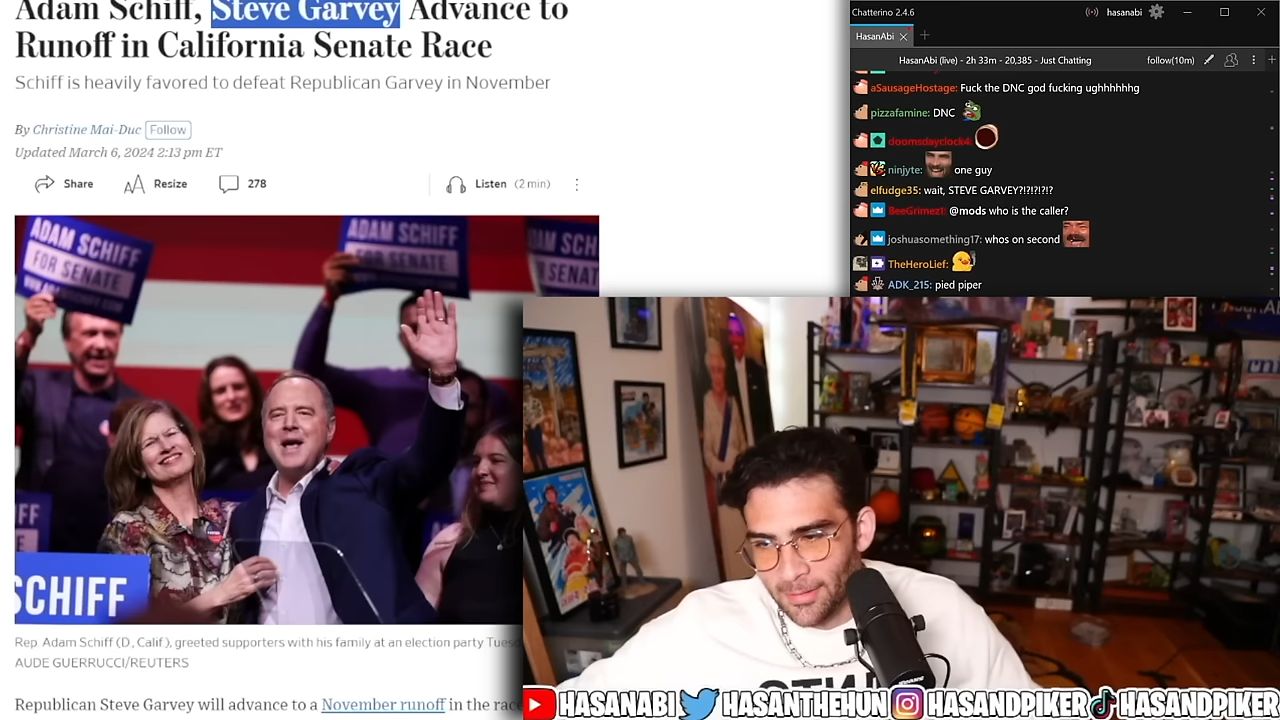 Adam Schiff, Steve Garvey Advance to
Runoff in California Senate Race
Schiff is heavily favored to defeat Republican Garvey in November
By Christine Mai-Duc Follow
Updated March 6, 2024 2:13 pm ET
Share Resize 278 Listen (2 min)
ADAM SCHIFF
FOR SENATE
ADAM SCHIFF
FOR SENATE
SCHIFF
Rep. Adam Schiff (D., Calif.), greeted supporters with his family at an election party
AUDE GUERRUCCI/REUTERS
Republican Steve Garvey will advance to a November runoff in the race
Chatterino 2.4.6
hasanabi
HasanAbi
HasanAbi (live) - 2h 33m - 20,385 - Just Chatting
follow(10m)
aSausageHostage: Fuck the DNC god fucking ughhhhhhg
pizzafamine: DNC
doomsdayclock4:
ninjyte: one guy
elfudge35: wait, STEVE GARVEY?!?!?!?
BeeGrimez1: @mods who is the caller?
joshuasomething17: whos on second
TheHeroLief:
ADK_215: pied piper
HASANABI HASANTHEHUN HASANDPIKER HASANDPIKER